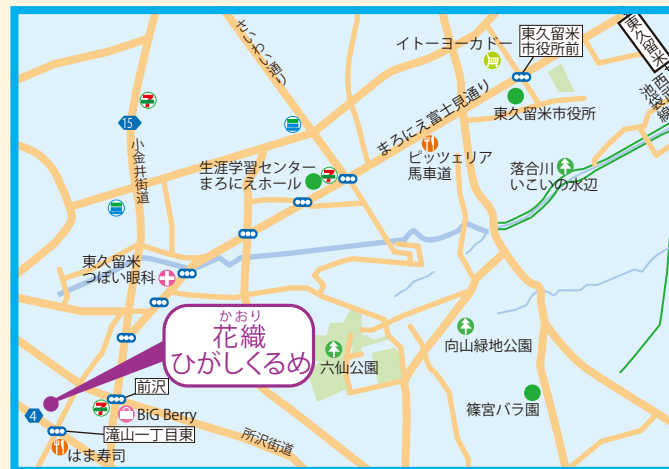 さいわい通り
イトーヨーカドー
東久留米
市役所前
東久留米
西武
池袋線
東久留米市役所
まろにえ富士見通り
15
小金井街道
生涯学習センター
まろにえホール
7
ピッツェリア
馬車道
落合川
いこいの水辺
東久留米
つぼい眼科
かおり
花織
ひがしくるめ
六仙公園
向山緑地公園
篠宮バラ園
前沢
4
7
BiG Berry
滝山一丁目東
所沢街道
はま寿司